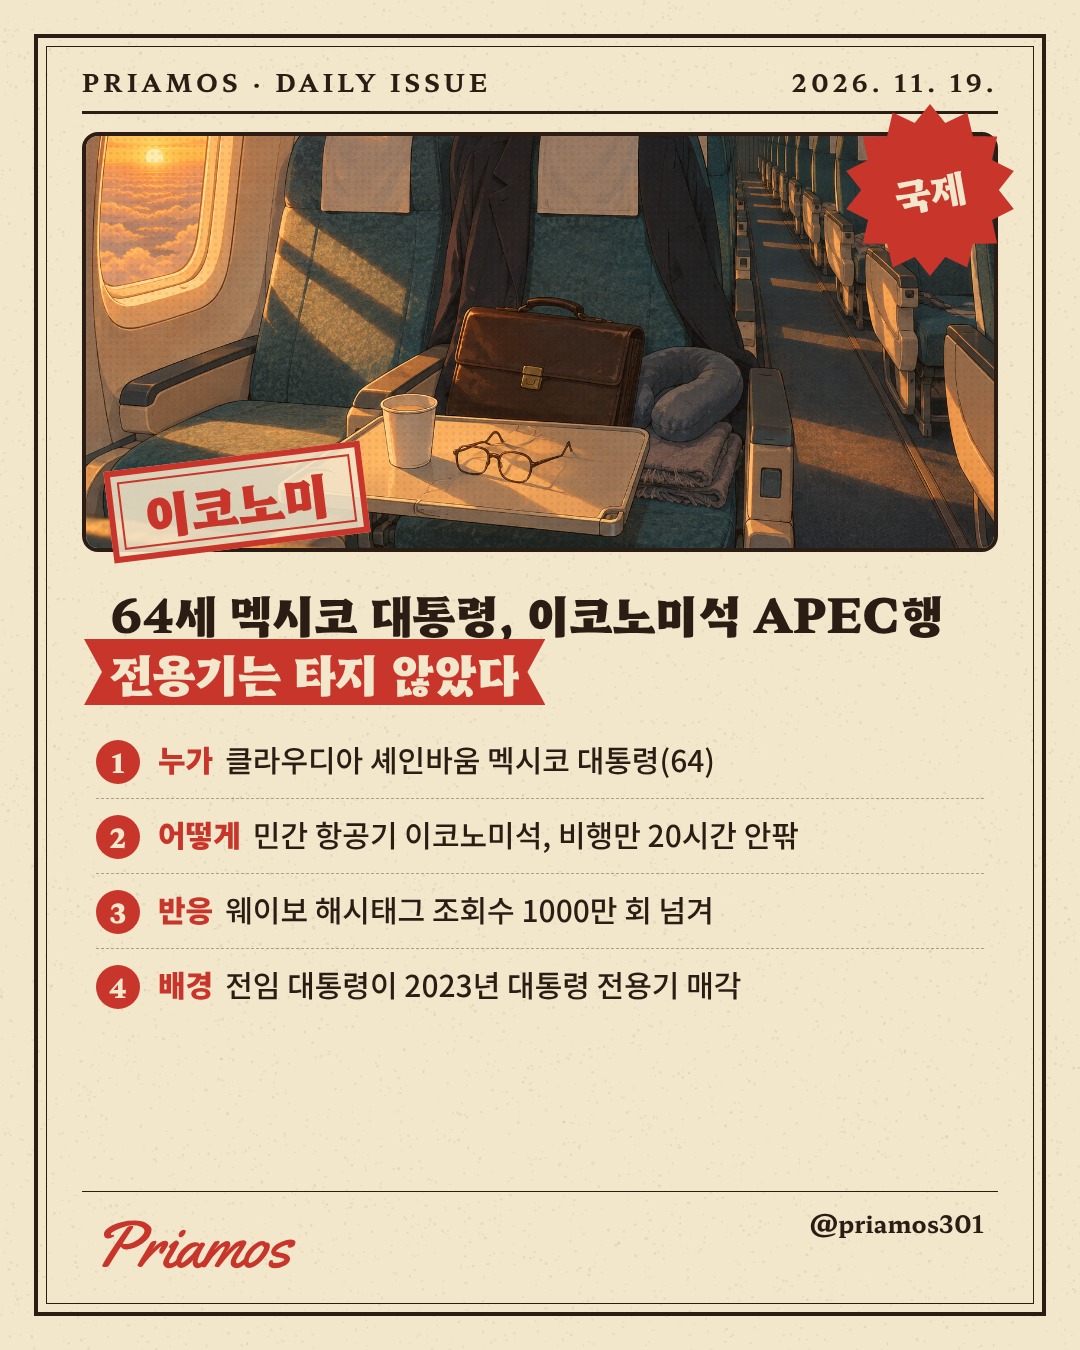 PRIAMOS · DAILY ISSUE
2026. 11. 19.
국제
이코노미
64세 멕시코 대통령, 이코노미석 APEC행
전용기는 타지 않았다
1 누가 클라우디아 셰인바움 멕시코 대통령(64)
2 어떻게 민간 항공기 이코노미석, 비행만 20시간 안팎
3 반응 웨이보 해시태그 조회수 1000만 회 넘겨
4 배경 전임 대통령이 2023년 대통령 전용기 매각
Priamos
@priamos301